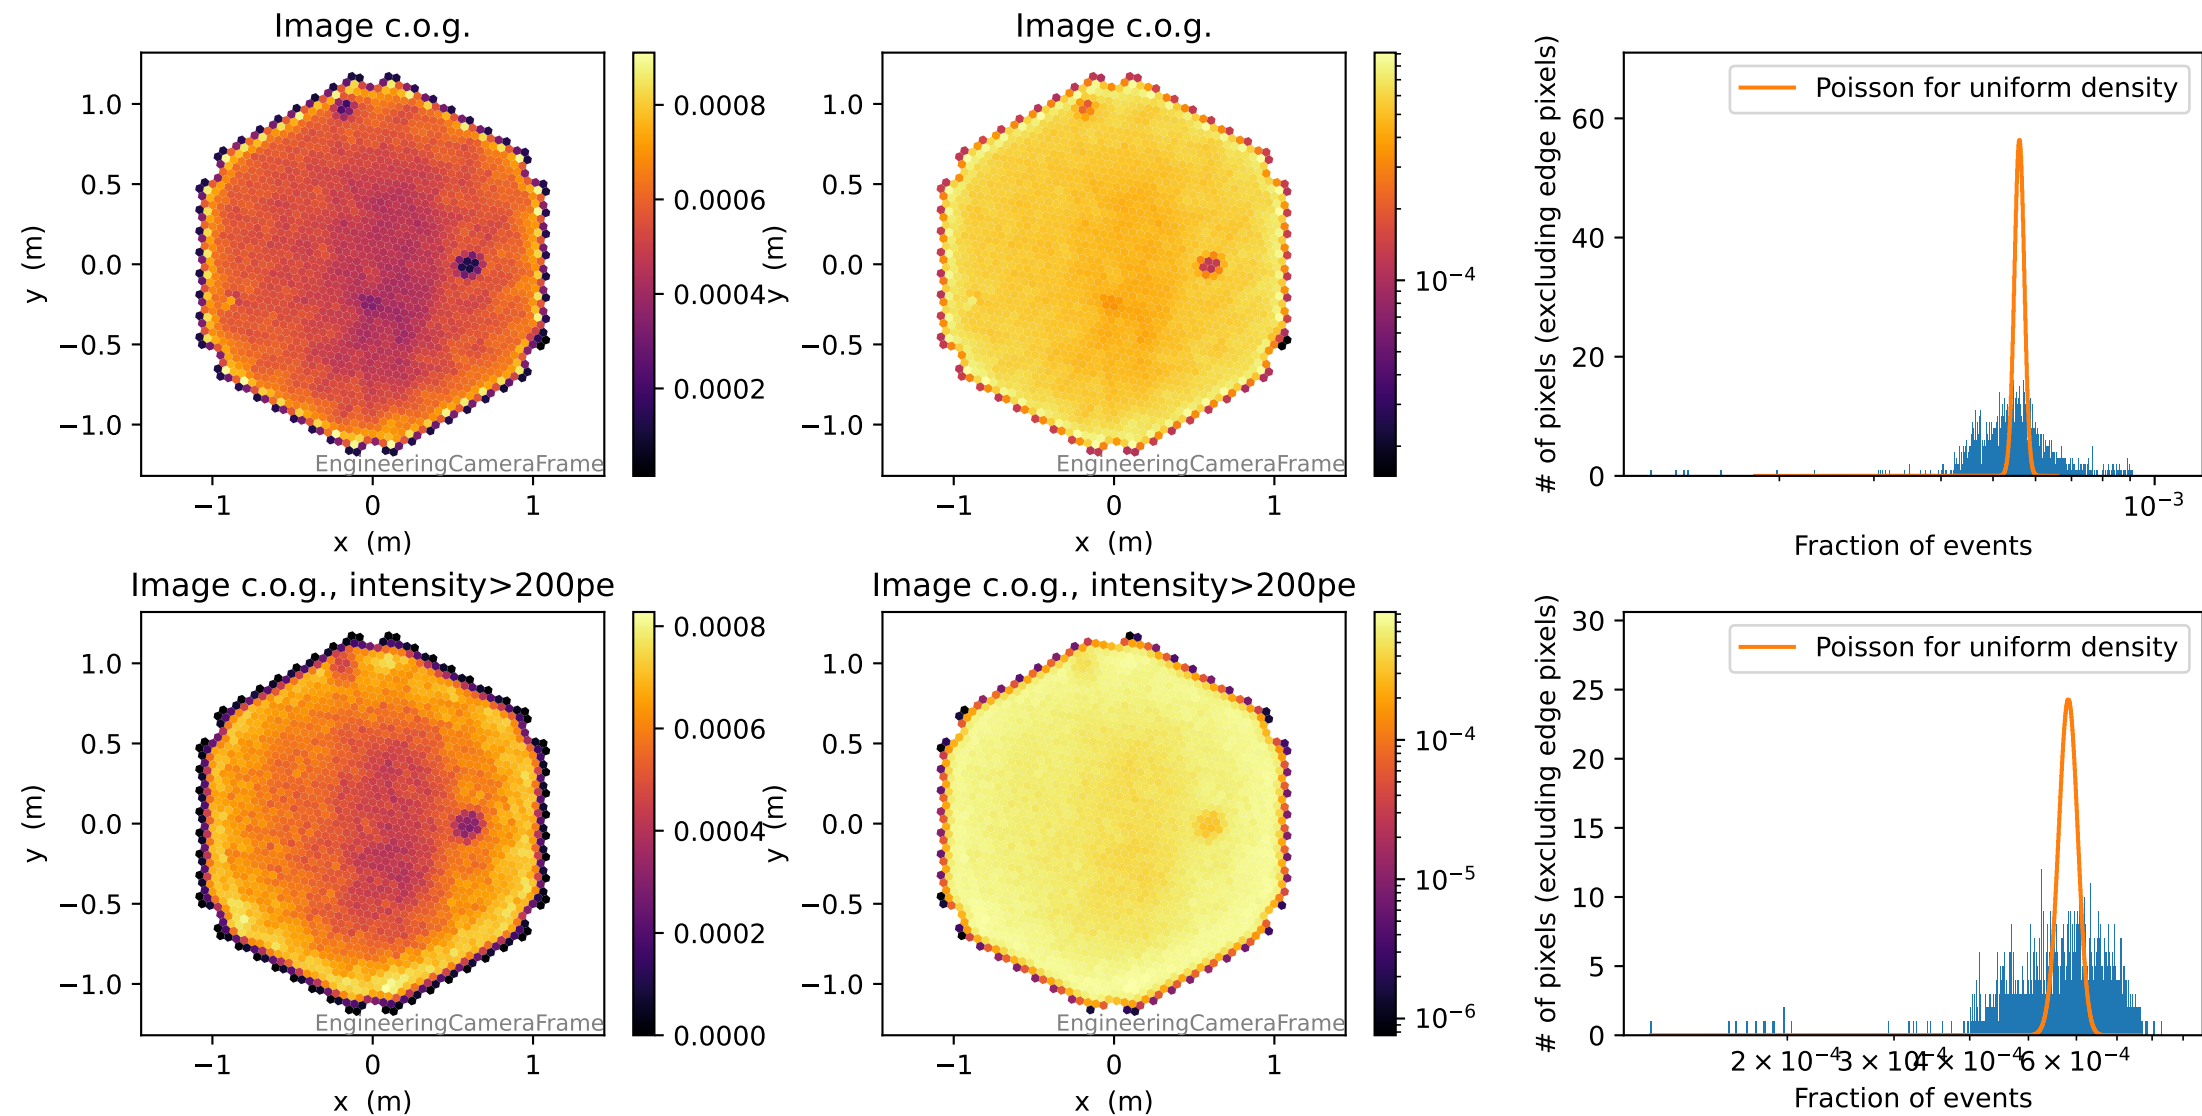 Image c.o.g.
Image c.o.g.
1.0
0.5
0.0
−0.5
−1.0
y (m)
−1
0
1
x (m)
EngineeringCameraFrame
0.0008
0.0006
0.0004
0.0002
1.0
0.5
0.0
−0.5
−1.0
y (m)
−1
0
1
x (m)
EngineeringCameraFrame
10⁻⁴
# of pixels (excluding edge pixels)
60
40
20
0
Poisson for uniform density
10⁻³
Fraction of events
Image c.o.g., intensity>200pe
Image c.o.g., intensity>200pe
1.0
0.5
0.0
−0.5
−1.0
y (m)
−1
0
1
x (m)
EngineeringCameraFrame
0.0008
0.0006
0.0004
0.0002
0.0000
1.0
0.5
0.0
−0.5
−1.0
y (m)
−1
0
1
x (m)
EngineeringCameraFrame
10⁻⁴
10⁻⁵
10⁻⁶
# of pixels (excluding edge pixels)
30
25
20
15
10
5
0
Poisson for uniform density
2 × 10⁻⁴
3 × 10⁻⁴
4 × 10⁻⁴
6 × 10⁻⁴
Fraction of events